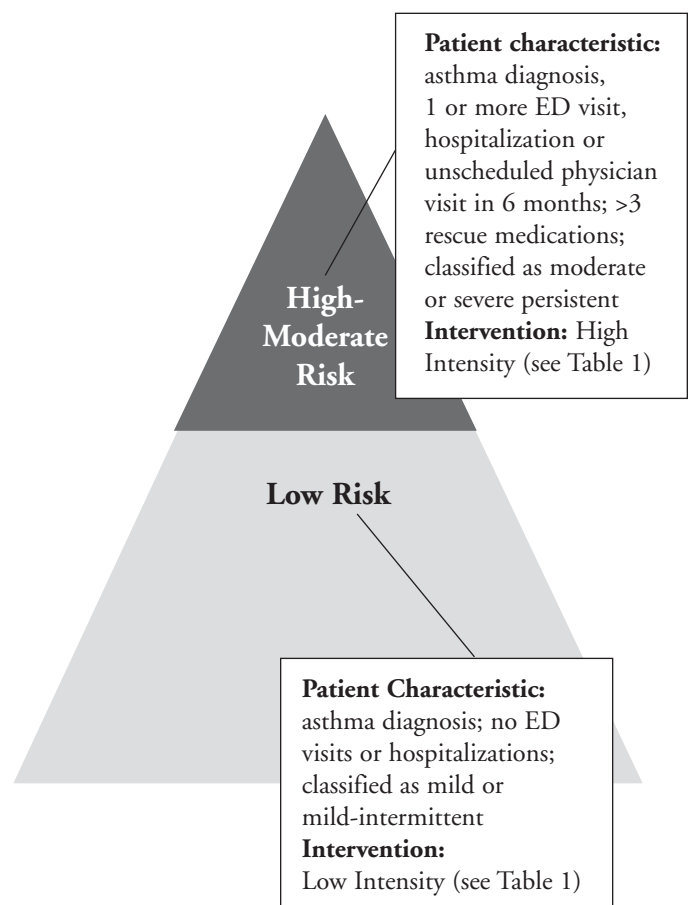 Patient characteristic:
asthma diagnosis,
1 or more ED visit,
hospitalization or
unscheduled physician
visit in 6 months; >3
rescue medications;
classified as moderate
or severe persistent
Intervention: High
Intensity (see Table 1)
High-
Moderate
Risk
Low Risk
Patient Characteristic:
asthma diagnosis; no ED
visits or hospitalizations;
classified as mild or
mild-intermittent
Intervention:
Low Intensity (see Table 1)